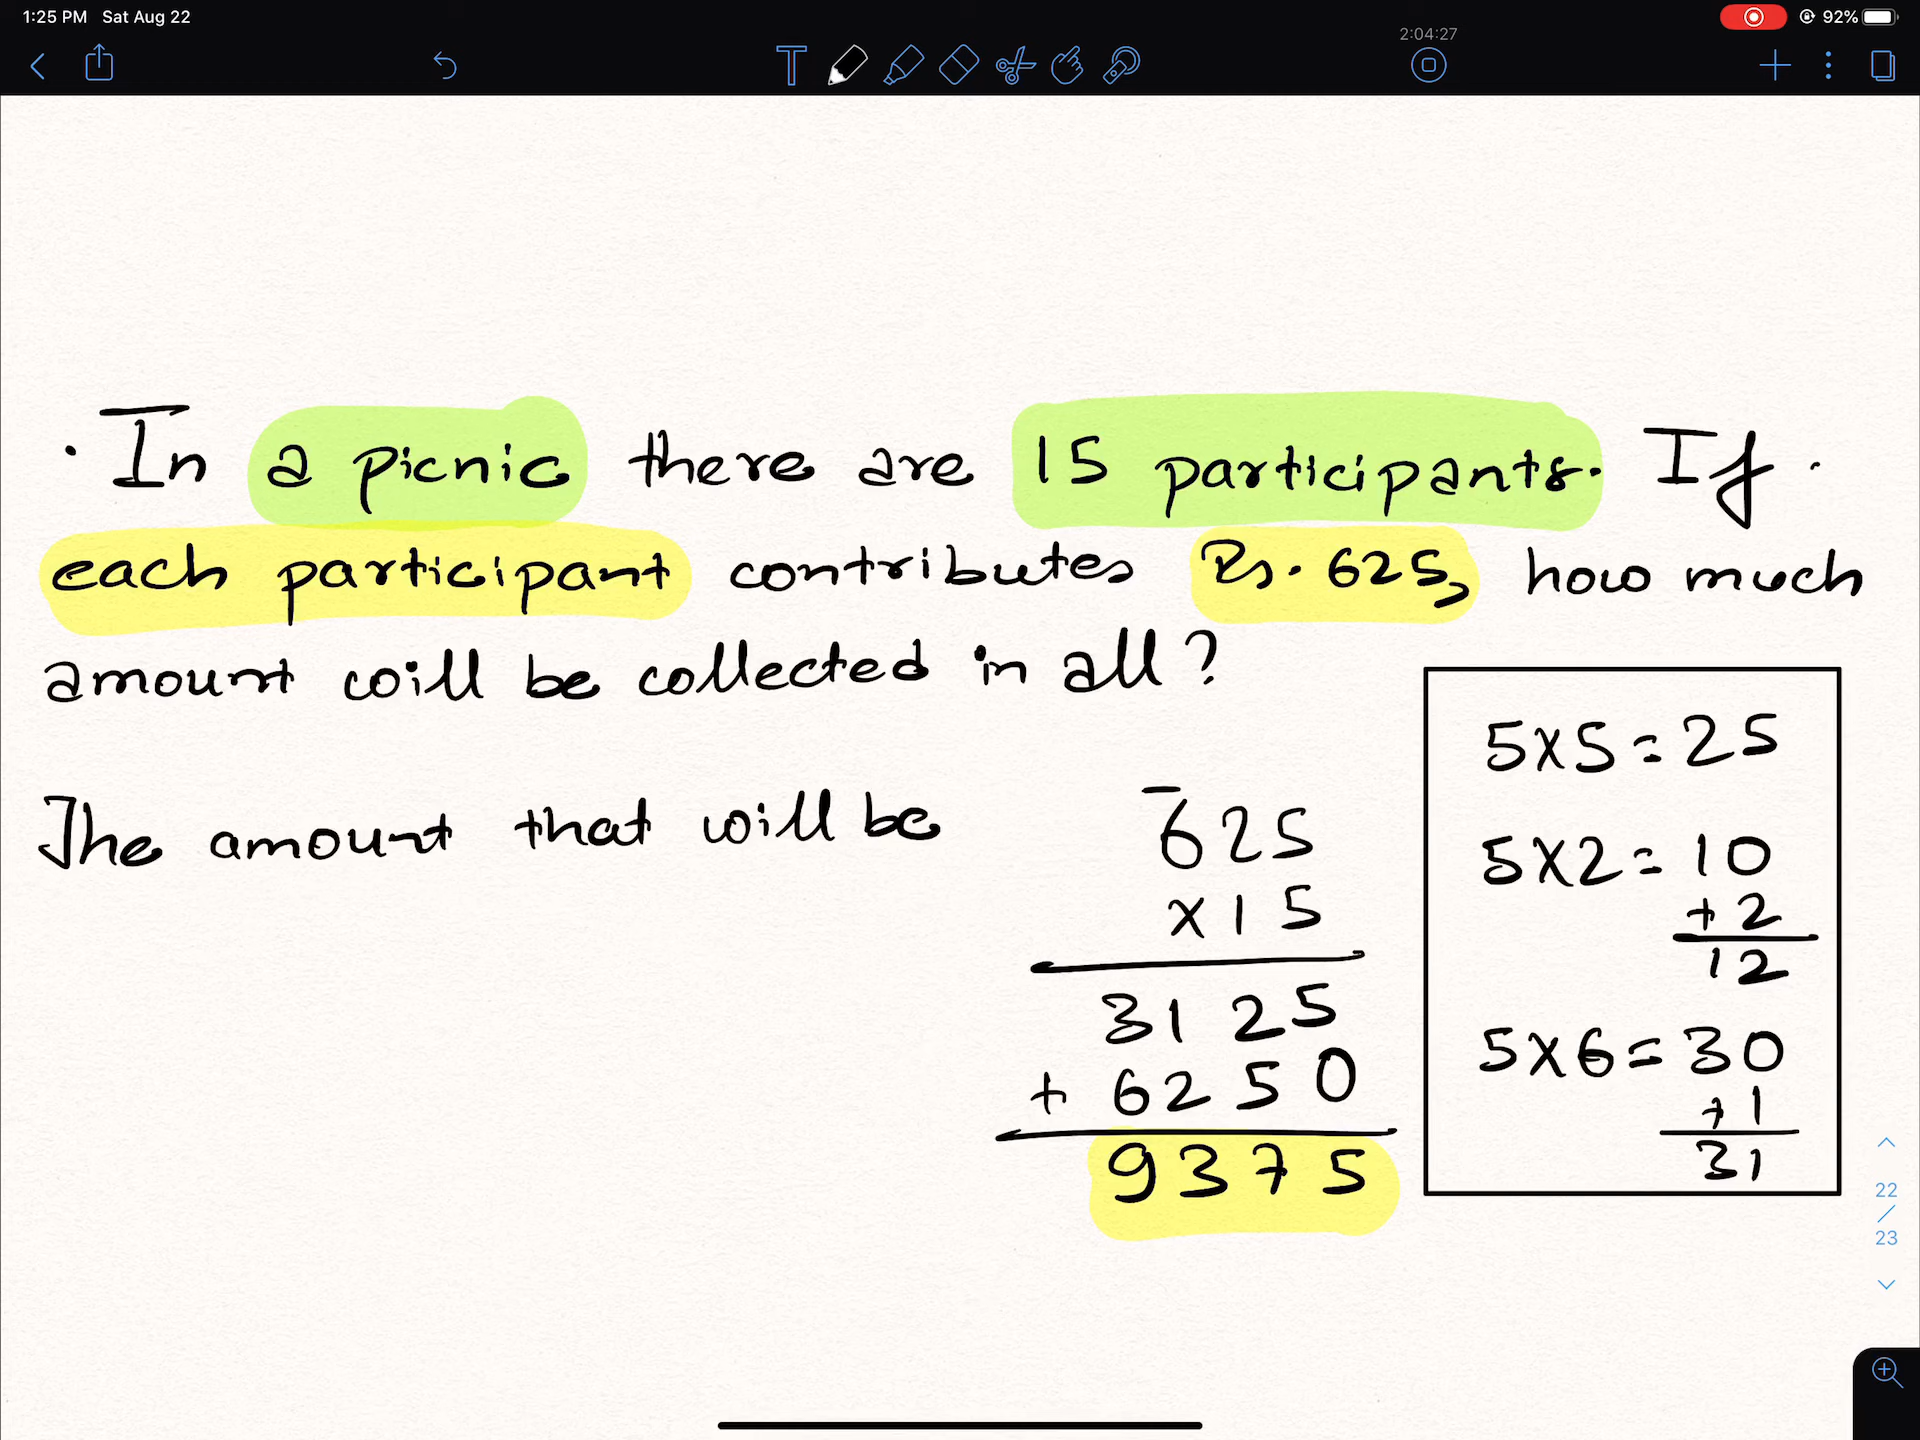 1:25 PM Sat Aug 22
92%
2:04:27
T
. In a picnic there are 15 participants. If
each participant contributes Rs. 625, how much
amount will be collected in all?
The amount that will be
625
x15
3125
+ 6250
9375
5x5=25
5x2=10
+2
12
5x6=30
+1
31
22
/
23